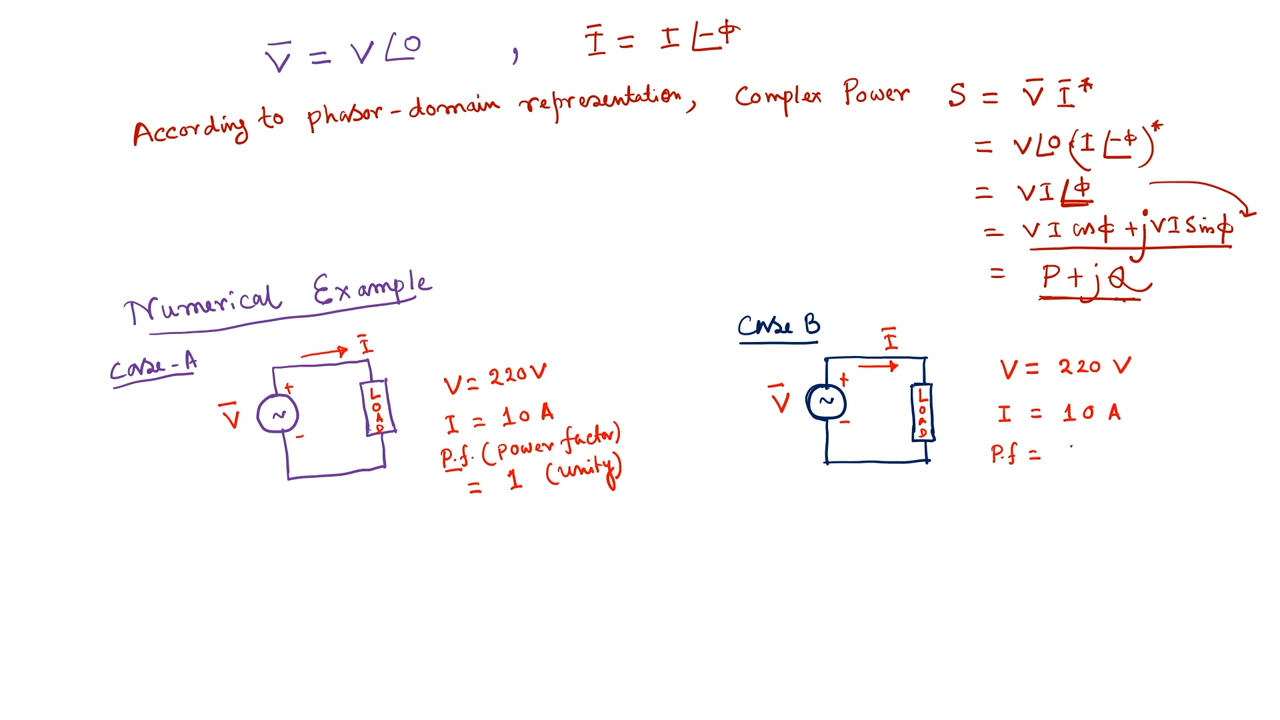 V̅ = V∠0 , I̅ = I∠-ϕ
According to phasor-domain representation, Complex Power S = V̅ I̅*
= V∠0 (I∠-ϕ)*
= VI∠ϕ
= VI cosϕ + jVI Sinϕ
= P + jQ
Numerical Example
Case-A
I̅
V̅
+
-
LOAD
V = 220V
I = 10 A
P.f. (Power factor)
= 1 (unity)
Case B
I̅
V̅
+
-
LOAD
V = 220 V
I = 10 A
P.f =